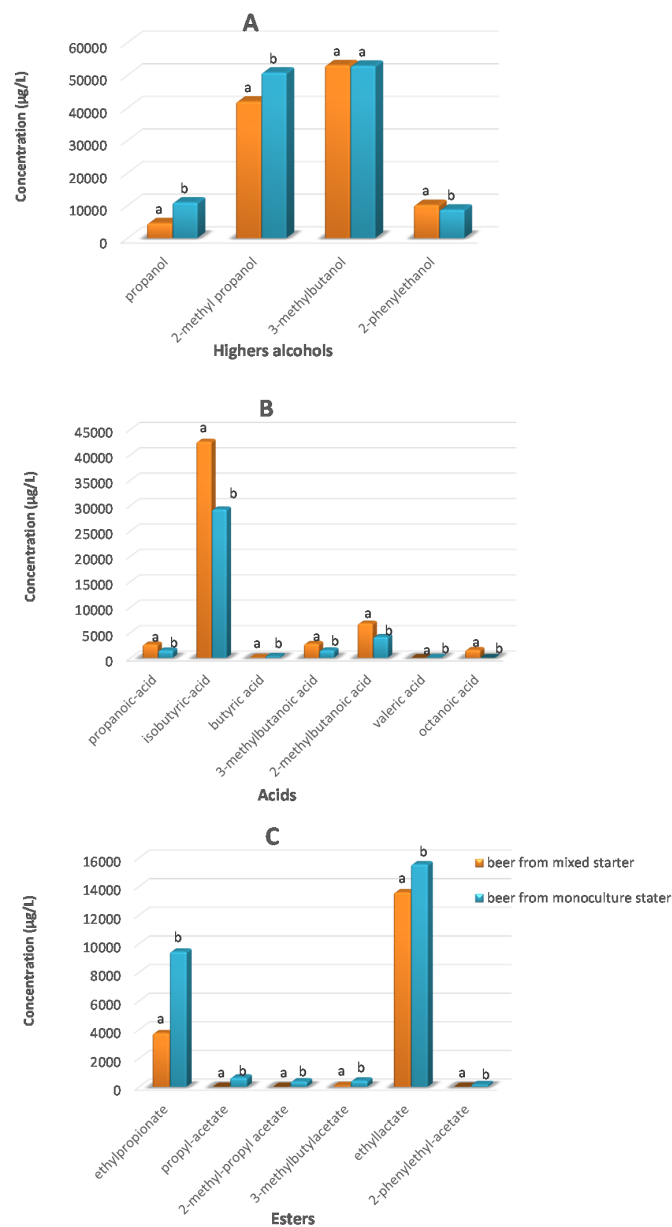 A
Concentration (µg/L)
60000
50000
40000
30000
20000
10000
0
a
b
a
b
a
a
a
b
propanol
2-methyl propanol
3-methylbutanol
2-phenylethanol
Highers alcohols
B
Concentration (µg/L)
45000
40000
35000
30000
25000
20000
15000
10000
5000
0
a
b
a
b
a
b
a
b
a
b
a
b
a
b
propanoic-acid
isobutyric-acid
butyric acid
3-methylbutanoic acid
2-methylbutanoic acid
valeric acid
octanoic acid
Acids
C
Concentration (µg/L)
16000
14000
12000
10000
8000
6000
4000
2000
0
a
b
a
b
a
b
a
b
a
b
a
b
beer from mixed starter
beer from monoculture stater
ethylpropionate
propyl-acetate
2-methyl-propyl acetate
3-methylbutylacetate
ethyllactate
2-phenylethyl-acetate
Esters